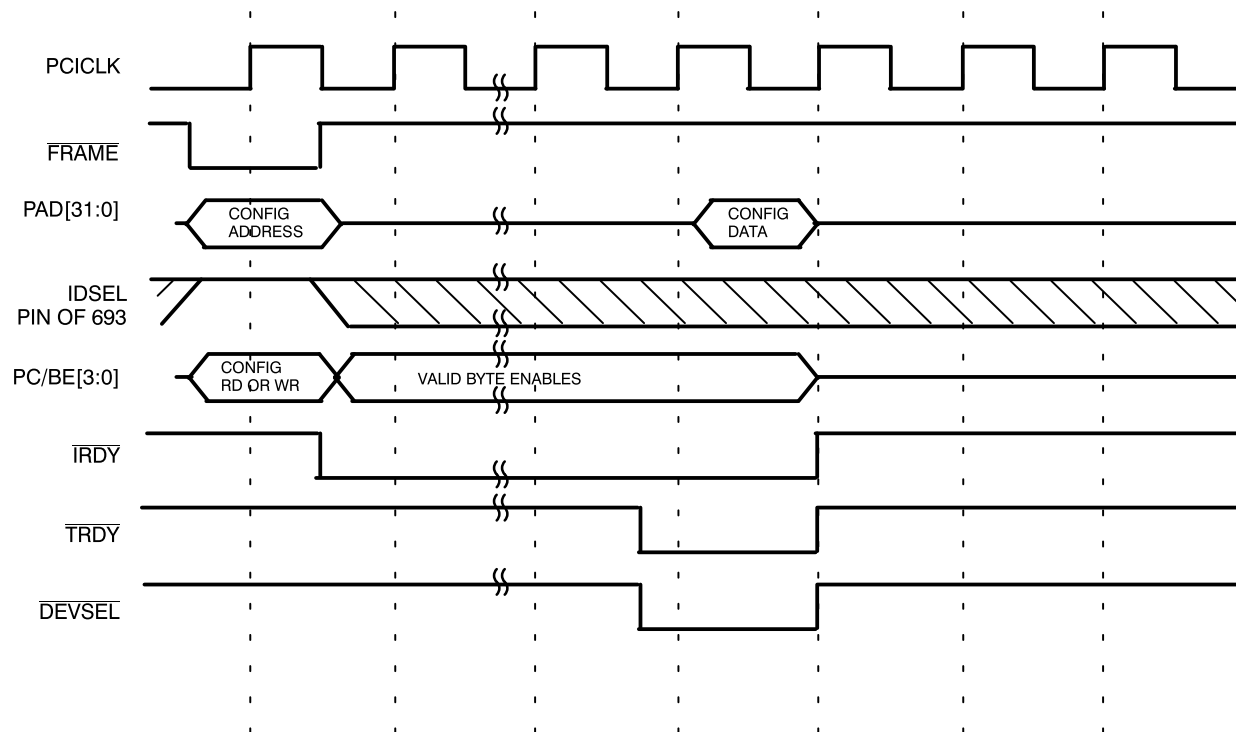 PCICLK
FRAME
PAD[31:0]
CONFIG
ADDRESS
CONFIG
DATA
IDSEL
PIN OF 693
PC/BE[3:0]
CONFIG
RD OR WR
VALID BYTE ENABLES
IRDY
TRDY
DEVSEL